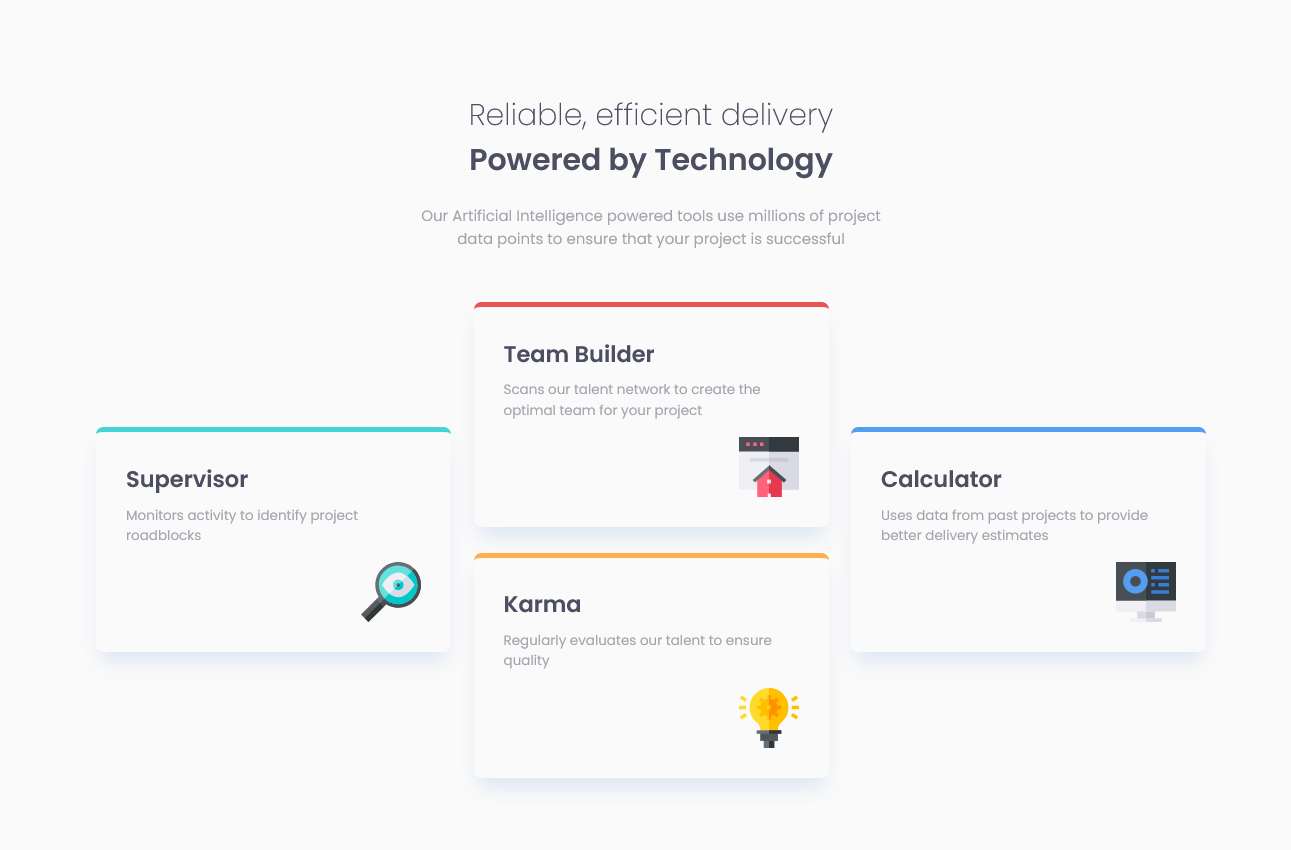 Reliable, efficient delivery
Powered by Technology
Our Artificial Intelligence powered tools use millions of project
data points to ensure that your project is successful
Supervisor
Monitors activity to identify project
roadblocks
Team Builder
Scans our talent network to create the
optimal team for your project
Karma
Regularly evaluates our talent to ensure
quality
Calculator
Uses data from past projects to provide
better delivery estimates